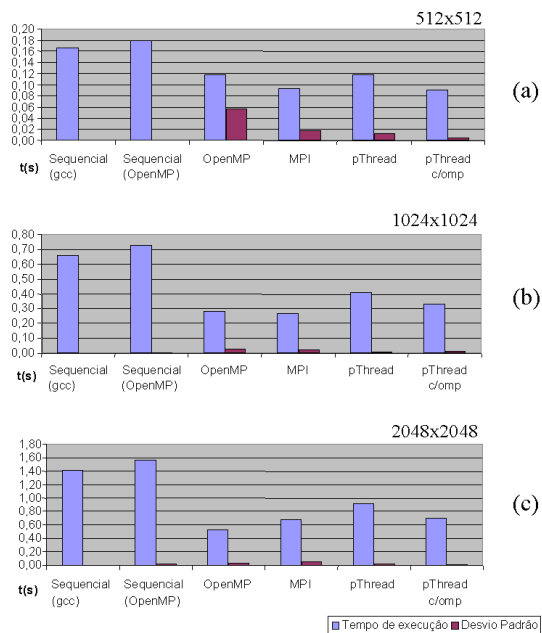 512x512
0,20
0,18
0,16
0,14
0,12
0,10
0,08
0,06
0,04
0,02
0,00
t(s)
Sequencial
(gcc)
Sequencial
(OpenMP)
OpenMP
MPI
pThread
pThread
c/omp
(a)
1024x1024
0,80
0,70
0,60
0,50
0,40
0,30
0,20
0,10
0,00
t(s)
Sequencial
(gcc)
Sequencial
(OpenMP)
OpenMP
MPI
pThread
pThread
c/omp
(b)
2048x2048
1,80
1,60
1,40
1,20
1,00
0,80
0,60
0,40
0,20
0,00
t(s)
Sequencial
(gcc)
Sequencial
(OpenMP)
OpenMP
MPI
pThread
pThread
c/omp
(c)
Tempo de execução
Desvio Padrão